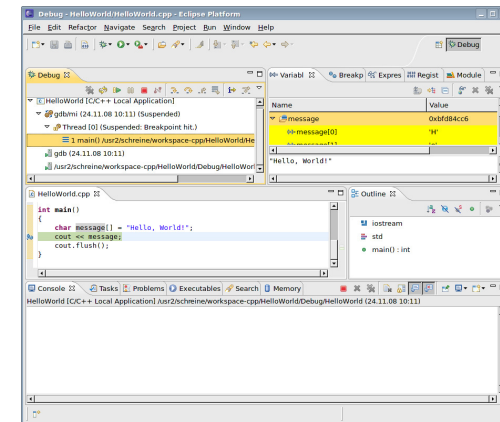 Debug - HelloWorld/HelloWorld.cpp - Eclipse Platform
File Edit Refactor Navigate Search Project Run Window Help
Debug
Debug
HelloWorld [C/C++ Local Application]
gdb/mi (24.11.08 10:11) (Suspended)
Thread [0] (Suspended: Breakpoint hit.)
1 main() /usr2/schreine/workspace-cpp/HelloWorld/He
gdb (24.11.08 10:11)
/usr2/schreine/workspace-cpp/HelloWorld/Debug/HelloWorl
Variabl Breakp Expres Regist Module
Name Value
message 0xbfd84cc6
message[0] 'H'
message[1] 'e'
"Hello, World!"
HelloWorld.cpp
int main()
{
char message[] = "Hello, World!";
cout << message;
cout.flush();
}
Outline
iostream
std
main() : int
Console Tasks Problems Executables Search Memory
HelloWorld [C/C++ Local Application] /usr2/schreine/workspace-cpp/HelloWorld/Debug/HelloWorld (24.11.08 10:11)